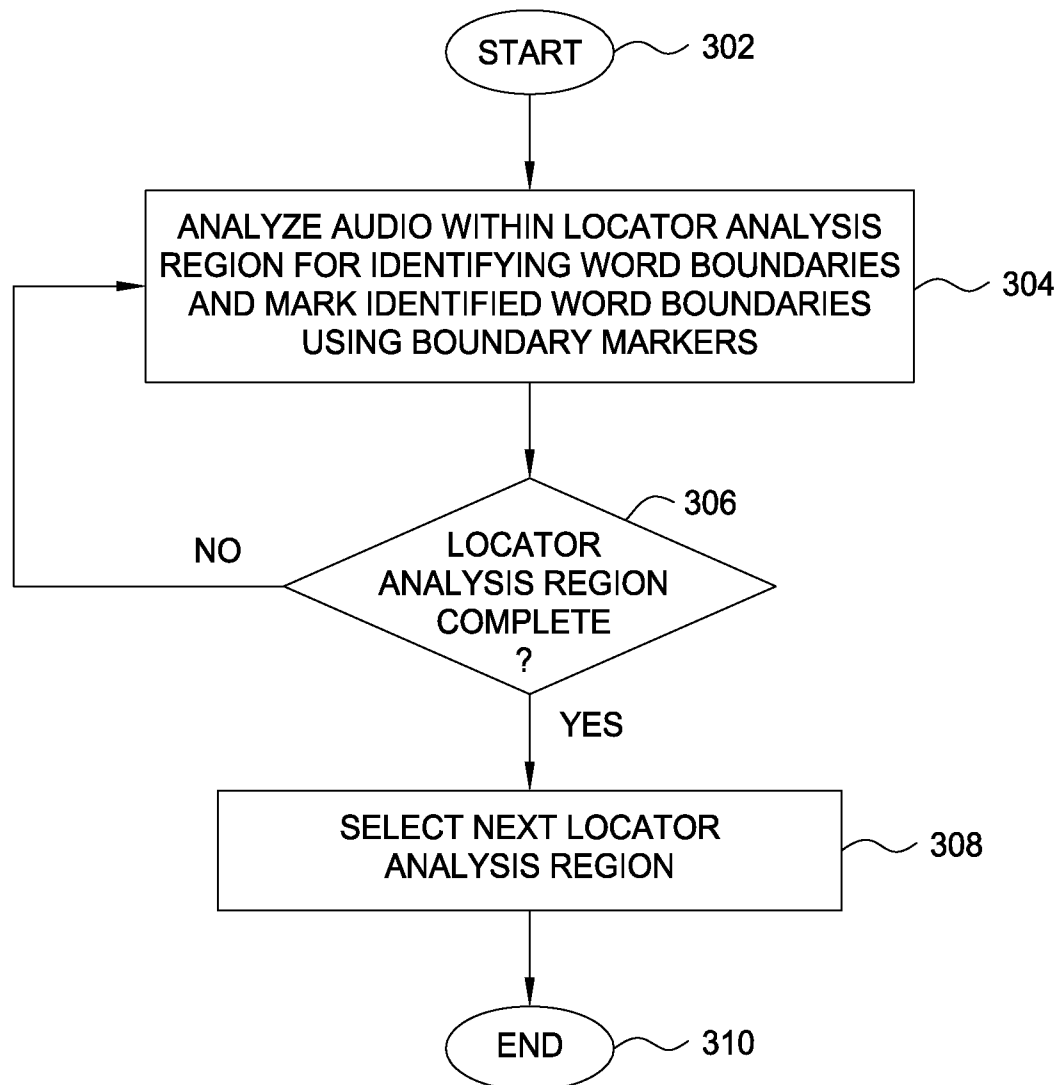 START
302
ANALYZE AUDIO WITHIN LOCATOR ANALYSIS
REGION FOR IDENTIFYING WORD BOUNDARIES
AND MARK IDENTIFIED WORD BOUNDARIES
USING BOUNDARY MARKERS
304
306
LOCATOR
ANALYSIS REGION
COMPLETE
?
NO
YES
SELECT NEXT LOCATOR
ANALYSIS REGION
308
END
310